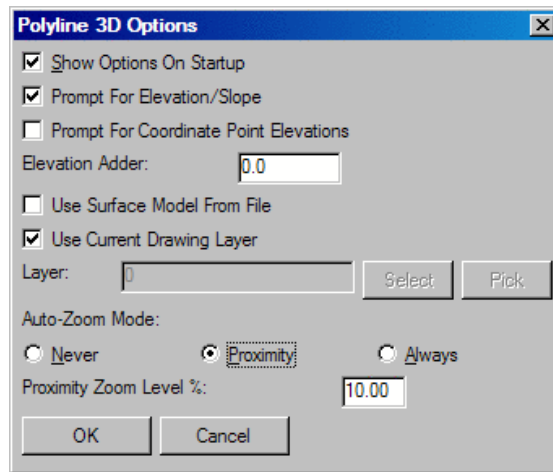 Polyline 3D Options
Show Options On Startup
Prompt For Elevation/Slope
Prompt For Coordinate Point Elevations
Elevation Adder: 0.0
Use Surface Model From File
Use Current Drawing Layer
Layer: 0 Select Pick
Auto-Zoom Mode:
Never Proximity Always
Proximity Zoom Level %: 10.00
OK Cancel